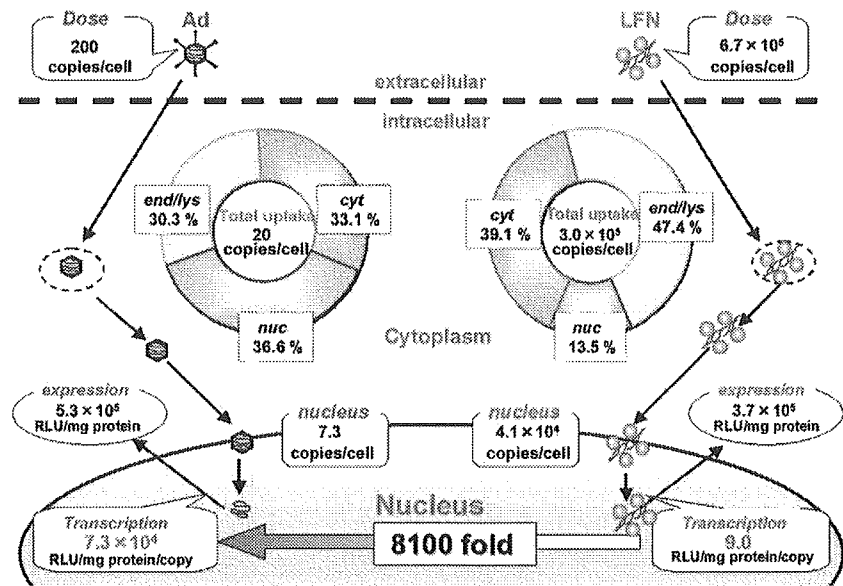 Dose
200
copies/cell
Ad
LFN
Dose
6.7 × 10⁵
copies/cell
extracellular
intracellular
end/lys
30.3 %
Total uptake
20
copies/cell
cyt
33.1 %
nuc
36.6 %
cyt
39.1 %
Total uptake
3.0 × 10⁵
copies/cell
end/lys
47.4 %
nuc
13.5 %
Cytoplasm
expression
5.3 × 10⁵
RLU/mg protein
nucleus
7.3
copies/cell
nucleus
4.1 × 10⁴
copies/cell
expression
3.7 × 10⁵
RLU/mg protein
Nucleus
Transcription
7.3 × 10⁴
RLU/mg protein/copy
8100 fold
Transcription
9.0
RLU/mg protein/copy